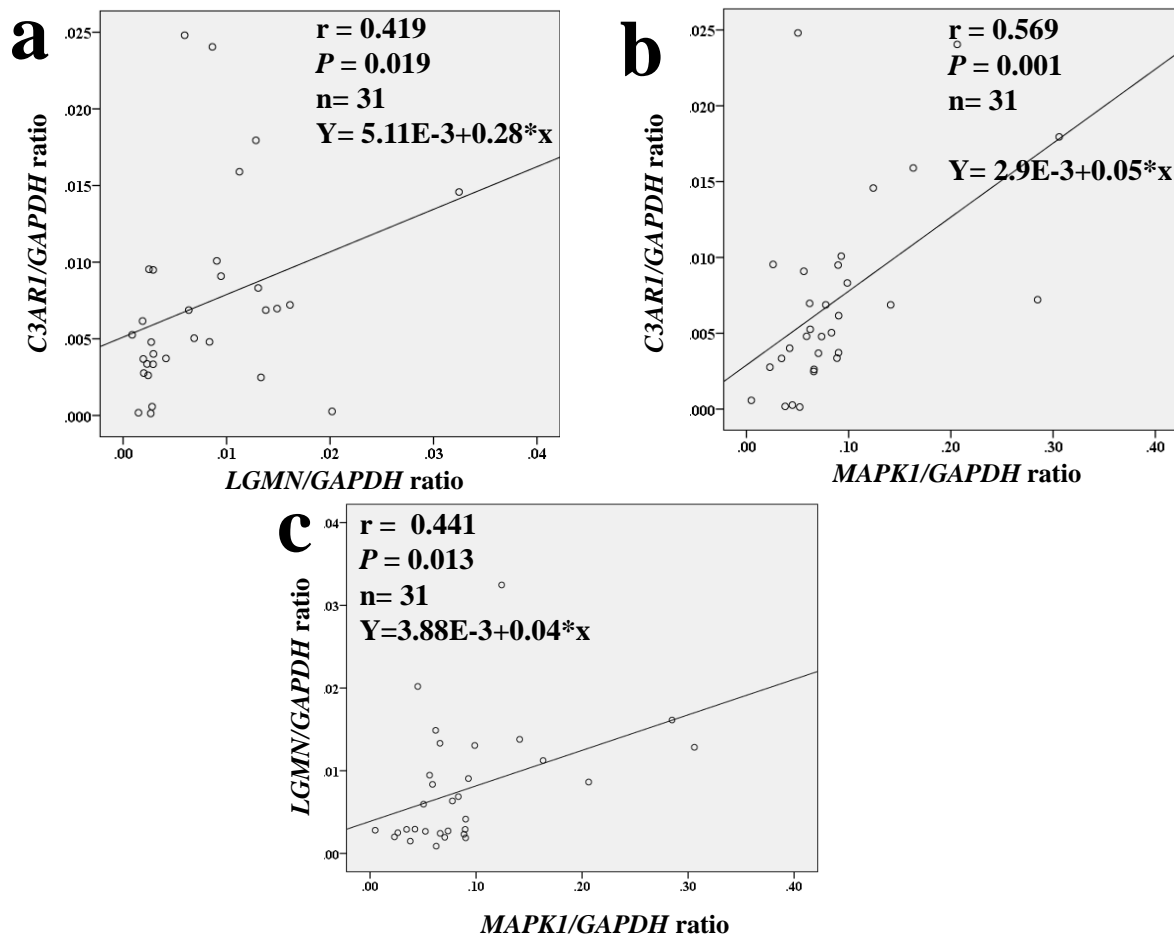 a
r = 0.419
P = 0.019
n= 31
Y= 5.11E-3+0.28*x
C3AR1/GAPDH ratio
.025
.020
.015
.010
.005
.000
.00 .01 .02 .03 .04
LGMN/GAPDH ratio
b
r = 0.569
P = 0.001
n= 31
Y= 2.9E-3+0.05*x
C3AR1/GAPDH ratio
.025
.020
.015
.010
.005
.000
.00 .10 .20 .30 .40
MAPK1/GAPDH ratio
c
r = 0.441
P = 0.013
n= 31
Y=3.88E-3+0.04*x
LGMN/GAPDH ratio
.04
.03
.02
.01
.00
.00 .10 .20 .30 .40
MAPK1/GAPDH ratio